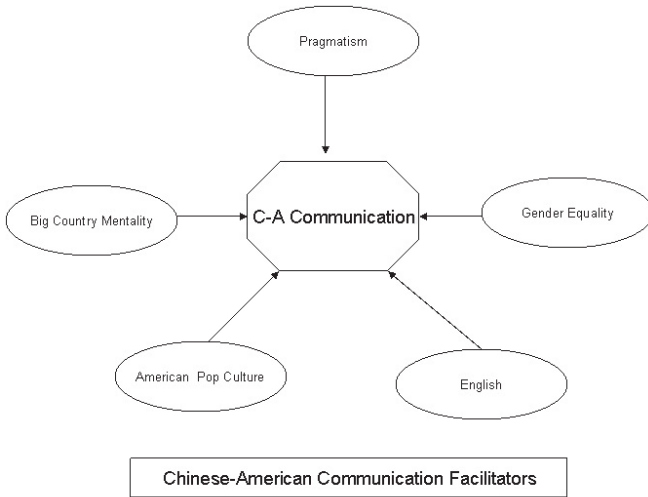 Pragmatism
Big Country Mentality
C-A Communication
Gender Equality
American Pop Culture
English
Chinese-American Communication Facilitators